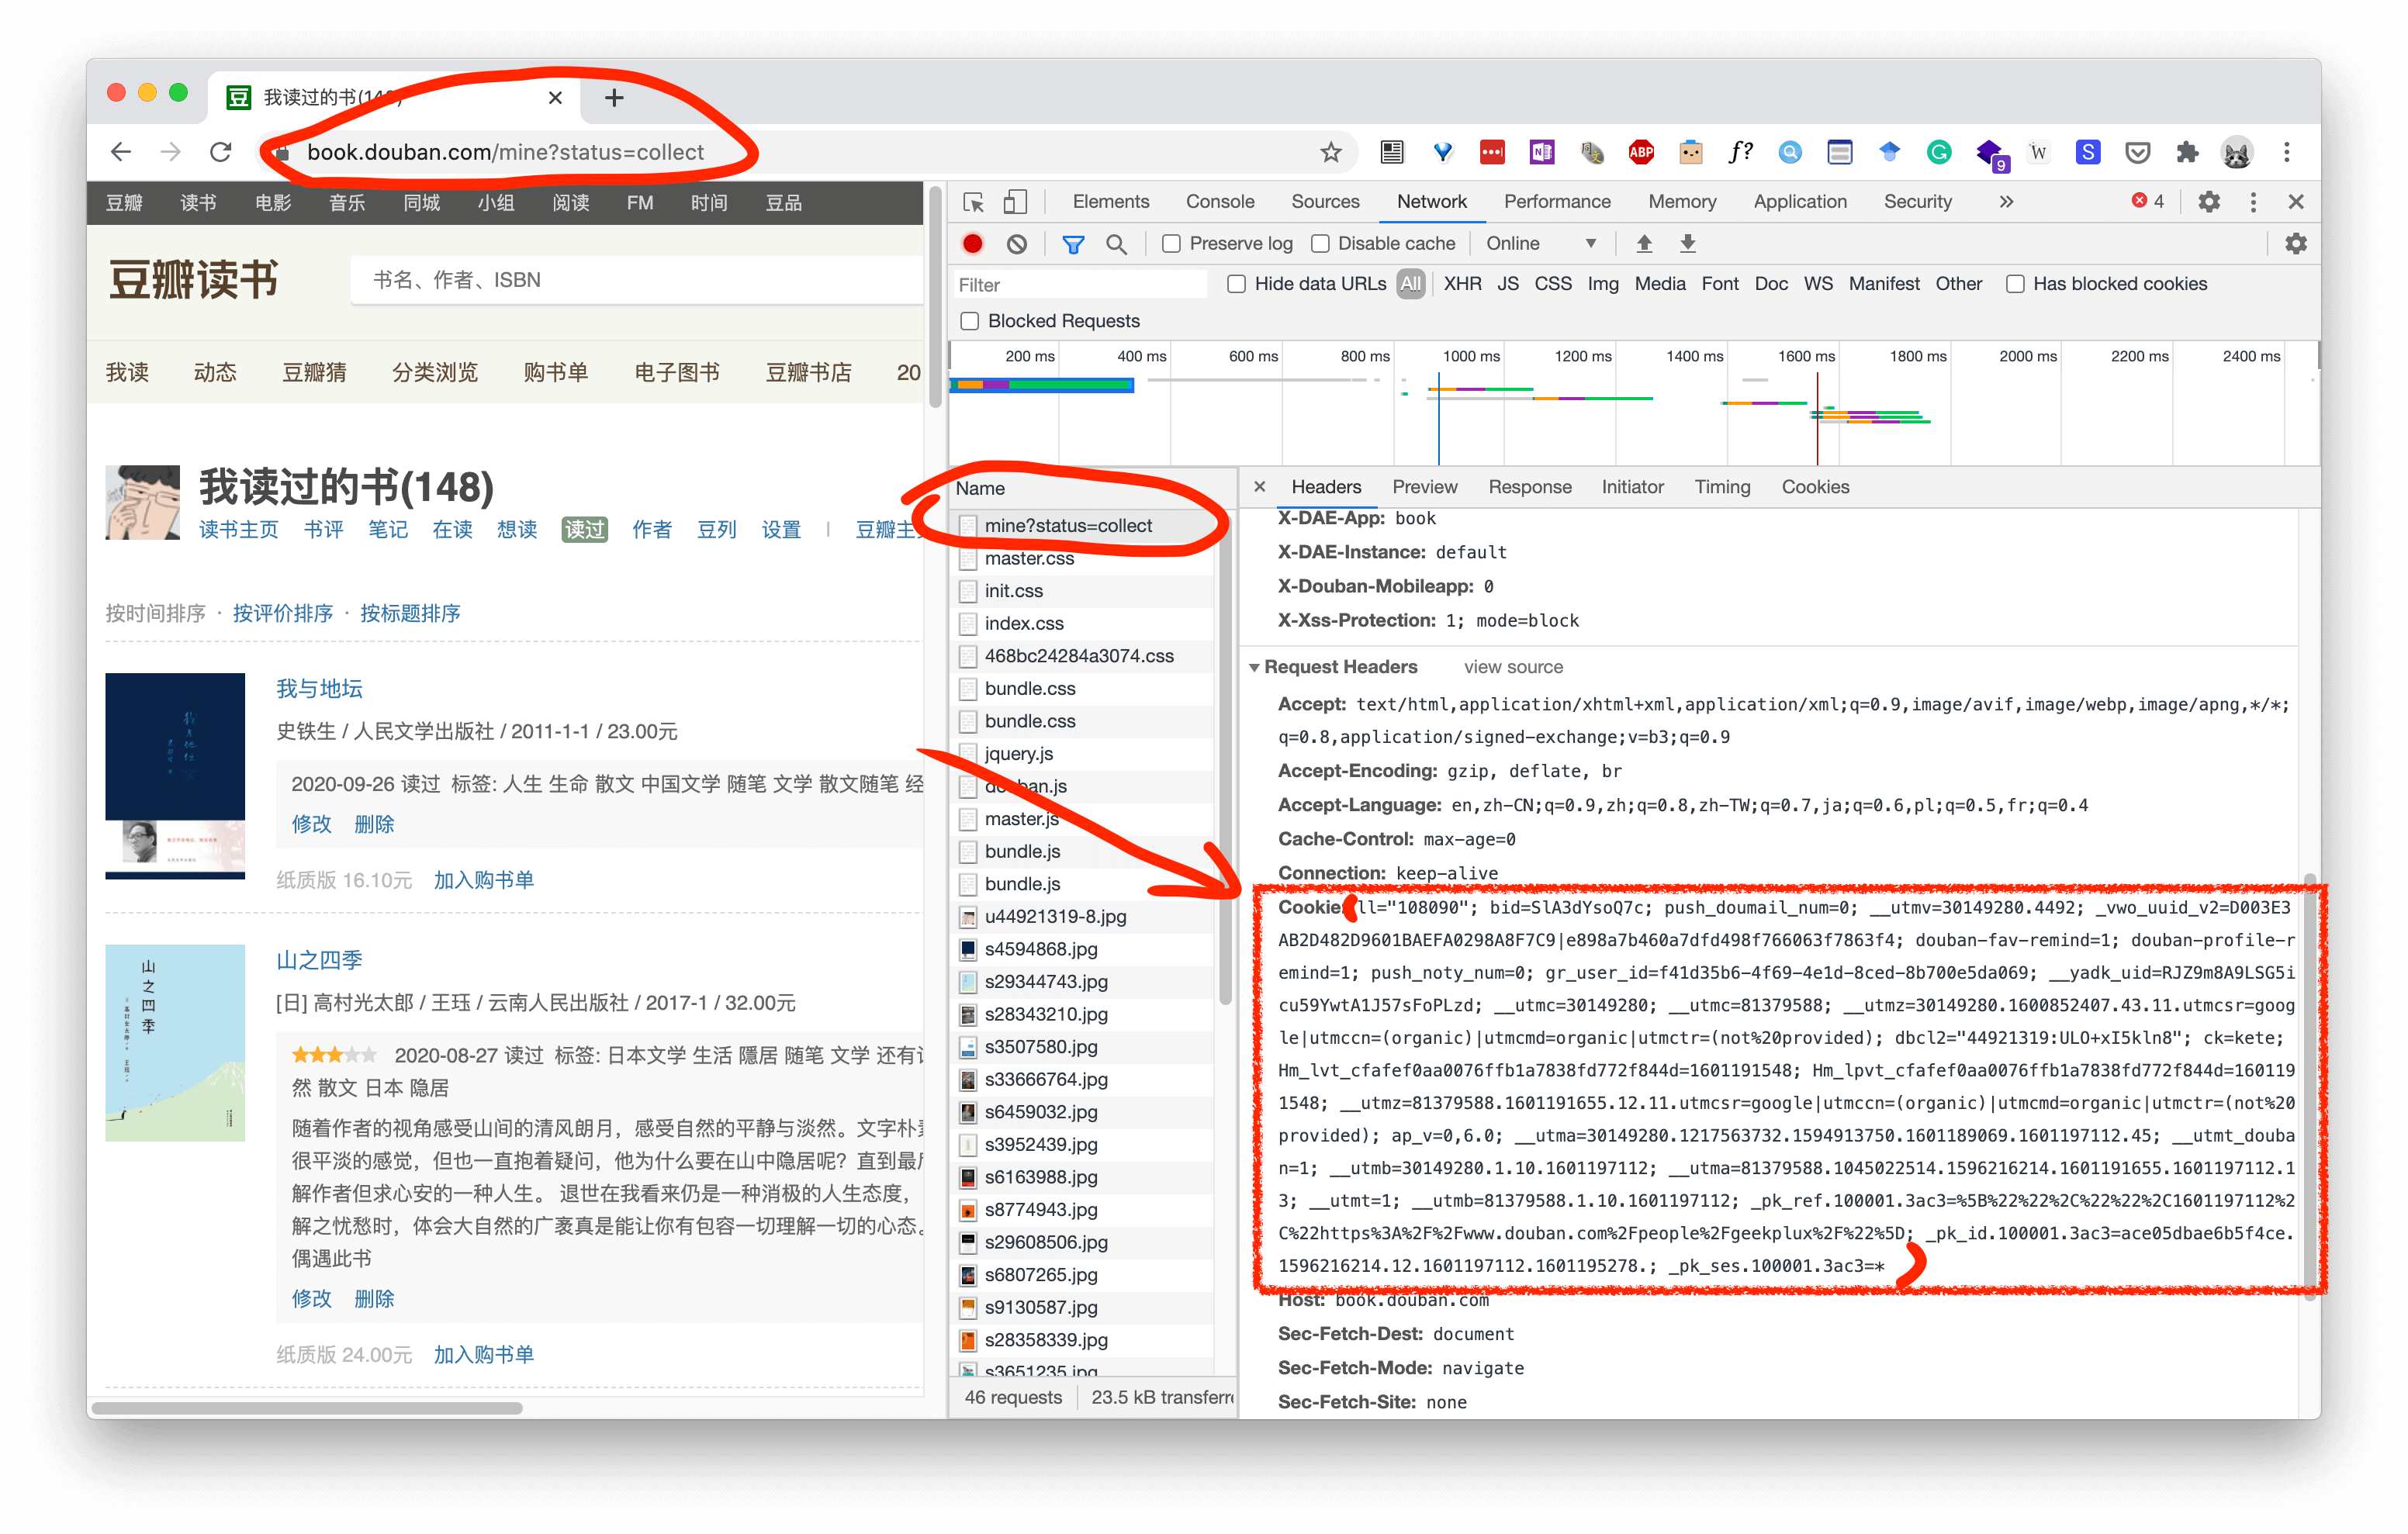 我读过的书(148)
book.douban.com/mine?status=collect
ABP
f?
9
W
S
豆瓣 读书 电影 音乐 同城 小组 阅读 FM 时间 豆品
豆瓣读书
书名、作者、ISBN
我读 动态 豆瓣猜 分类浏览 购书单 电子图书 豆瓣书店 20
我读过的书(148)
读书主页 书评 笔记 在读 想读 读过 作者 豆列 设置 | 豆瓣主
按时间排序 · 按评价排序 · 按标题排序
我与地坛
史铁生 / 人民文学出版社 / 2011-1-1 / 23.00元
2020-09-26 读过 标签: 人生 生命 散文 中国文学 随笔 文学 散文随笔 经
修改 删除
纸质版 16.10元 加入购书单
山之四季
山之四季
[日] 高村光太郎 / 王珏 / 云南人民出版社 / 2017-1 / 32.00元
2020-08-27 读过 标签: 日本文学 生活 隱居 随笔 文学 还有
然 散文 日本 隐居
随着作者的视角感受山间的清风朗月，感受自然的平静与淡然。文字朴
很平淡的感觉，但也一直抱着疑问，他为什么要在山中隐居呢？直到最
解作者但求心安的一种人生。 退世在我看来仍是一种消极的人生态度，
解之忧愁时，体会大自然的广袤真是能让你有包容一切理解一切的心态。
偶遇此书
修改 删除
纸质版 24.00元 加入购书单
Elements Console Sources Network Performance Memory Application Security » 4
Preserve log Disable cache Online
Filter Hide data URLs All XHR JS CSS Img Media Font Doc WS Manifest Other Has blocked cookies
Blocked Requests
200 ms 400 ms 600 ms 800 ms 1000 ms 1200 ms 1400 ms 1600 ms 1800 ms 2000 ms 2200 ms 2400 ms
Name
mine?status=collect
master.css
init.css
index.css
468bc24284a3074.css
bundle.css
bundle.css
jquery.js
douban.js
master.js
bundle.js
bundle.js
u44921319-8.jpg
s4594868.jpg
s29344743.jpg
s28343210.jpg
s3507580.jpg
s33666764.jpg
s6459032.jpg
s3952439.jpg
s6163988.jpg
s8774943.jpg
s29608506.jpg
s6807265.jpg
s9130587.jpg
s28358339.jpg
s3651235.jpg
46 requests 23.5 kB transferre
Headers Preview Response Initiator Timing Cookies
X-DAE-App: book
X-DAE-Instance: default
X-Douban-Mobileapp: 0
X-Xss-Protection: 1; mode=block
Request Headers view source
Accept: text/html,application/xhtml+xml,application/xml;q=0.9,image/avif,image/webp,image/apng,*/*;
q=0.8,application/signed-exchange;v=b3;q=0.9
Accept-Encoding: gzip, deflate, br
Accept-Language: en,zh-CN;q=0.9,zh;q=0.8,zh-TW;q=0.7,ja;q=0.6,pl;q=0.5,fr;q=0.4
Cache-Control: max-age=0
Connection: keep-alive
Cookie: ll="108090"; bid=SlA3dYsoQ7c; push_doumail_num=0; __utmv=30149280.4492; _vwo_uuid_v2=D003E3
AB2D482D9601BAEFA0298A8F7C9|e898a7b460a7dfd498f766063f7863f4; douban-fav-remind=1; douban-profile-r
emind=1; push_noty_num=0; gr_user_id=f41d35b6-4f69-4e1d-8ced-8b700e5da069; __yadk_uid=RJZ9m8A9LSG5i
cu59YwtA1J57sFoPLzd; __utmc=30149280; __utmc=81379588; __utmz=30149280.1600852407.43.11.utmcsr=goog
le|utmccn=(organic)|utmcmd=organic|utmctr=(not%20provided); dbcl2="44921319:ULO+xI5kln8"; ck=kete;
Hm_lvt_cfafef0aa0076ffb1a7838fd772f844d=1601191548; Hm_lpvt_cfafef0aa0076ffb1a7838fd772f844d=160119
1548; __utmz=81379588.1601191655.12.11.utmcsr=google|utmccn=(organic)|utmcmd=organic|utmctr=(not%20
provided); ap_v=0,6.0; __utma=30149280.1217563732.1594913750.1601189069.1601197112.45; __utmt_douba
n=1; __utmb=30149280.1.10.1601197112; __utma=81379588.1045022514.1596216214.1601191655.1601197112.1
3; __utmt=1; __utmb=81379588.1.10.1601197112; _pk_ref.100001.3ac3=%5B%22%22%2C%22%22%2C1601197112%2
C%22https%3A%2F%2Fwww.douban.com%2Fpeople%2Fgeekplux%2F%22%5D; _pk_id.100001.3ac3=ace05dbae6b5f4ce.
1596216214.12.1601197112.1601195278.; _pk_ses.100001.3ac3=*
Host: book.douban.com
Sec-Fetch-Dest: document
Sec-Fetch-Mode: navigate
Sec-Fetch-Site: none